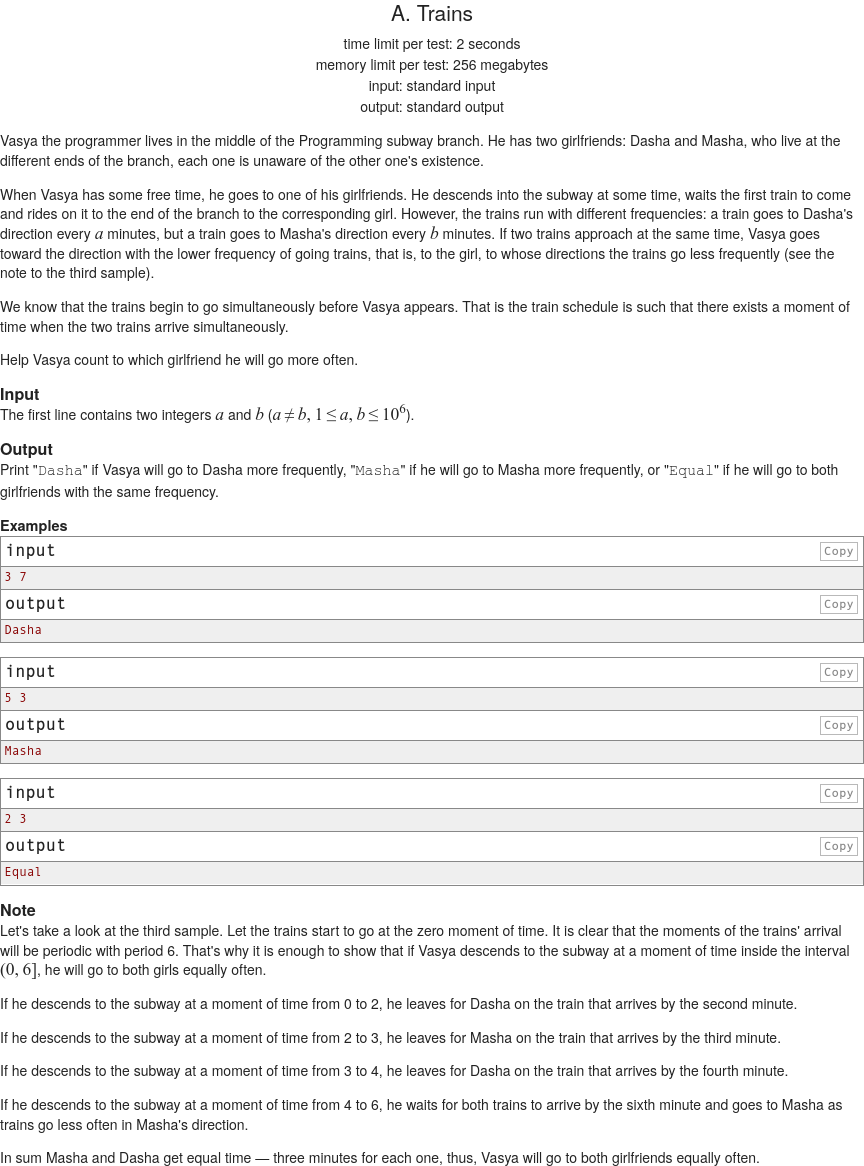 A. Trains
time limit per test: 2 seconds
memory limit per test: 256 megabytes
input: standard input
output: standard output
Vasya the programmer lives in the middle of the Programming subway branch. He has two girlfriends: Dasha and Masha, who live at the
different ends of the branch, each one is unaware of the other one's existence.
When Vasya has some free time, he goes to one of his girlfriends. He descends into the subway at some time, waits the first train to come
and rides on it to the end of the branch to the corresponding girl. However, the trains run with different frequencies: a train goes to Dasha's
direction every a minutes, but a train goes to Masha's direction every b minutes. If two trains approach at the same time, Vasya goes
toward the direction with the lower frequency of going trains, that is, to the girl, to whose directions the trains go less frequently (see the
note to the third sample).
We know that the trains begin to go simultaneously before Vasya appears. That is the train schedule is such that there exists a moment of
time when the two trains arrive simultaneously.
Help Vasya count to which girlfriend he will go more often.
Input
The first line contains two integers a and b (a ≠ b, 1 ≤ a, b ≤ 10⁶).
Output
Print "Dasha" if Vasya will go to Dasha more frequently, "Masha" if he will go to Masha more frequently, or "Equal" if he will go to both
girlfriends with the same frequency.
Examples
input Copy
3 7
output Copy
Dasha
input Copy
5 3
output Copy
Masha
input Copy
2 3
output Copy
Equal
Note
Let's take a look at the third sample. Let the trains start to go at the zero moment of time. It is clear that the moments of the trains' arrival
will be periodic with period 6. That's why it is enough to show that if Vasya descends to the subway at a moment of time inside the interval
(0, 6], he will go to both girls equally often.
If he descends to the subway at a moment of time from 0 to 2, he leaves for Dasha on the train that arrives by the second minute.
If he descends to the subway at a moment of time from 2 to 3, he leaves for Masha on the train that arrives by the third minute.
If he descends to the subway at a moment of time from 3 to 4, he leaves for Dasha on the train that arrives by the fourth minute.
If he descends to the subway at a moment of time from 4 to 6, he waits for both trains to arrive by the sixth minute and goes to Masha as
trains go less often in Masha's direction.
In sum Masha and Dasha get equal time — three minutes for each one, thus, Vasya will go to both girlfriends equally often.